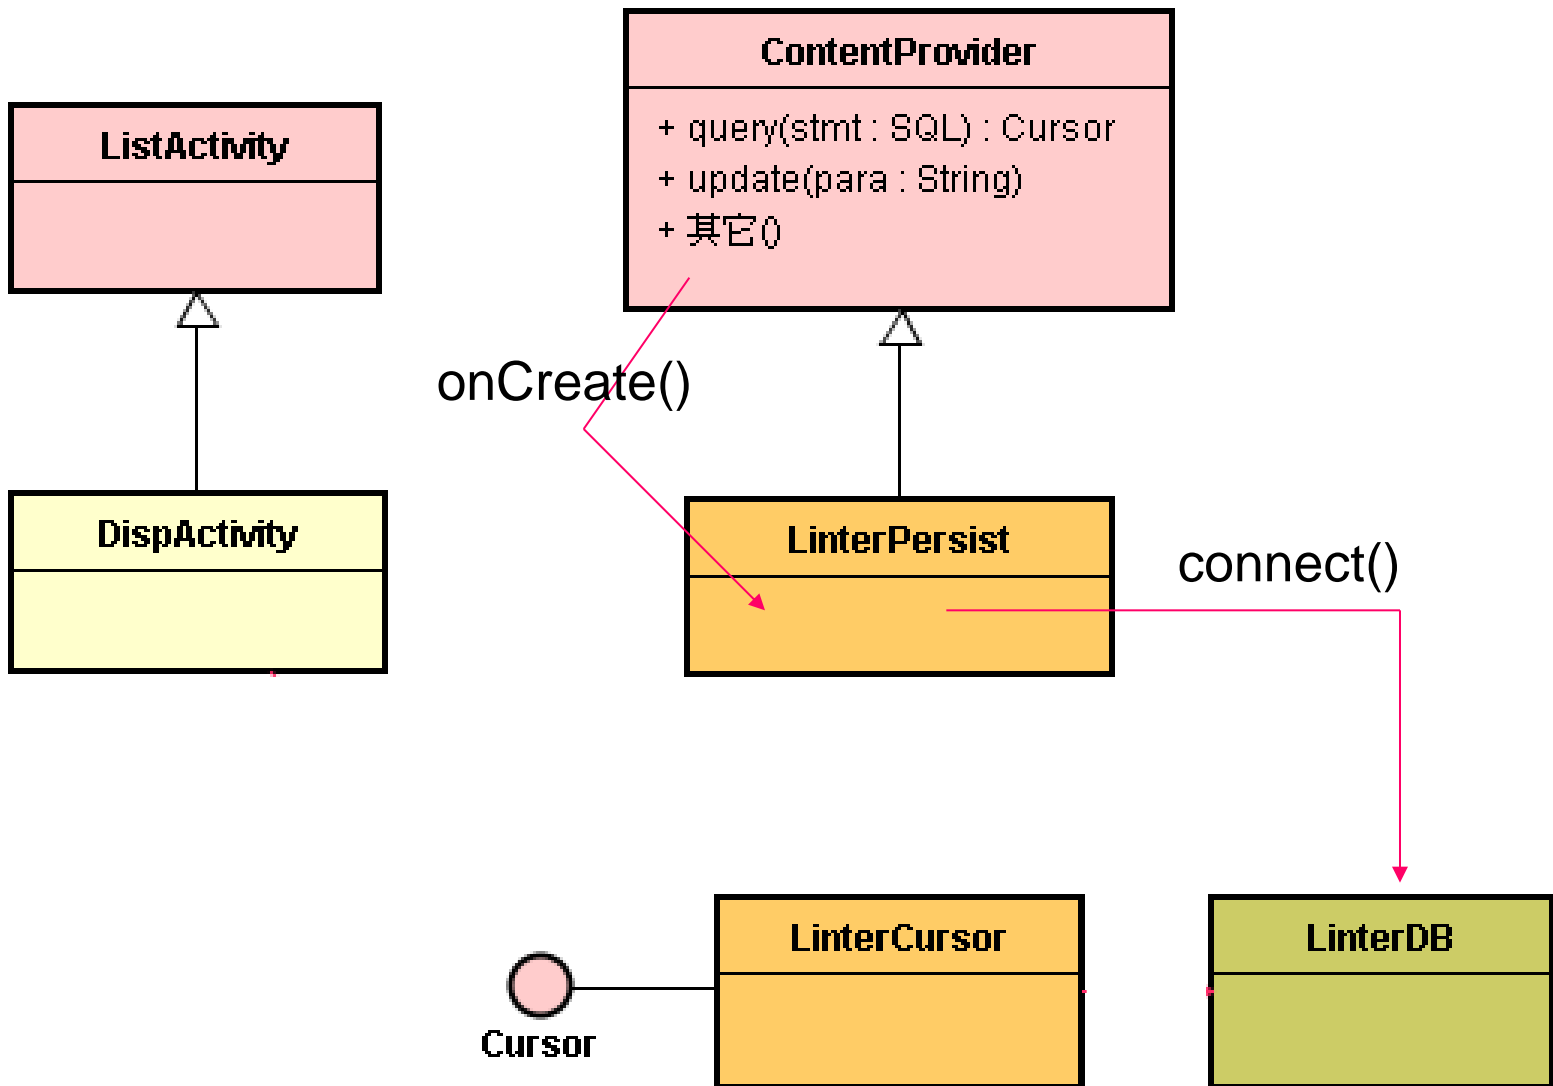 ContentProvider
+ query(stmt : SQL) : Cursor
+ update(para : String)
+ 其它()
ListActivity
onCreate()
DispActivity
LinterPersist
connect()
LinterCursor
LinterDB
Cursor